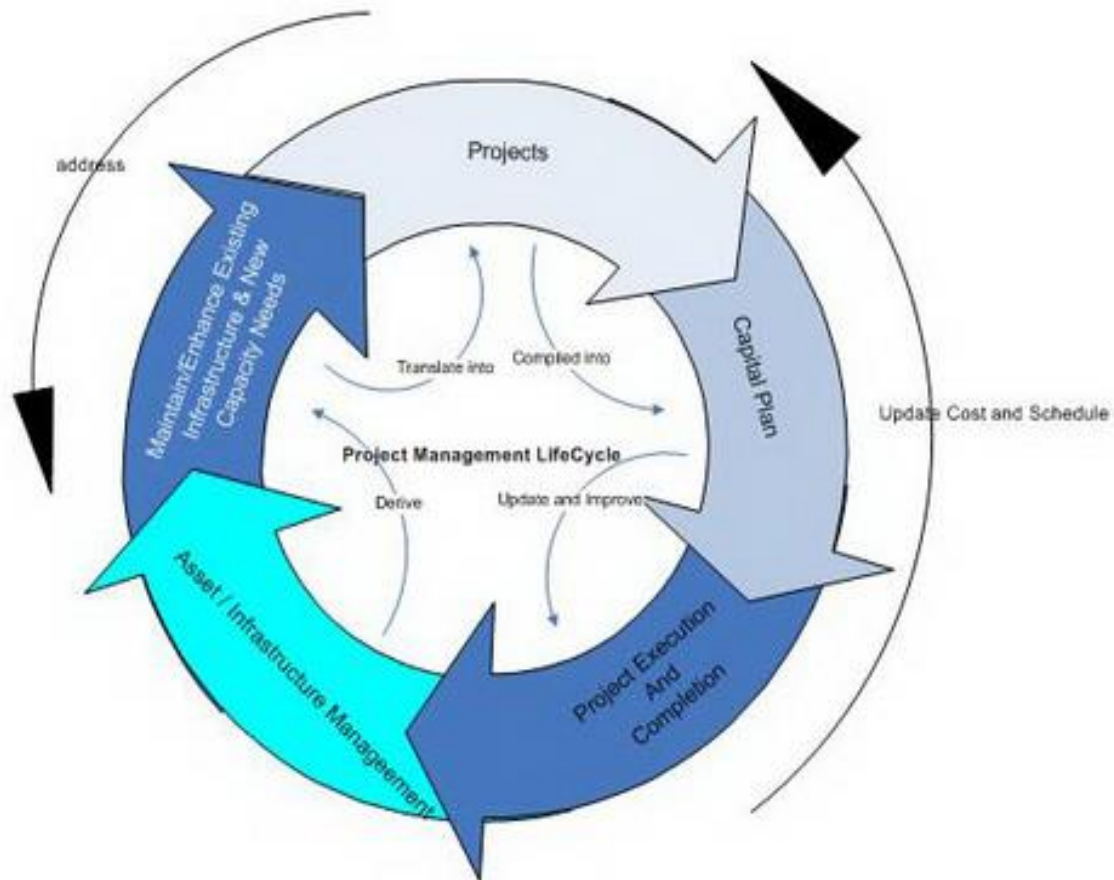 Projects
address
Maintain/Enhance Existing
Infrastructure & New
Capacity Needs
Translate into
Compiled into
Capital Plan
Update Cost and Schedule
Project Management LifeCycle
Derive
Update and Improve
Asset / Infrastructure Manageement
Project Execution
And
Completion